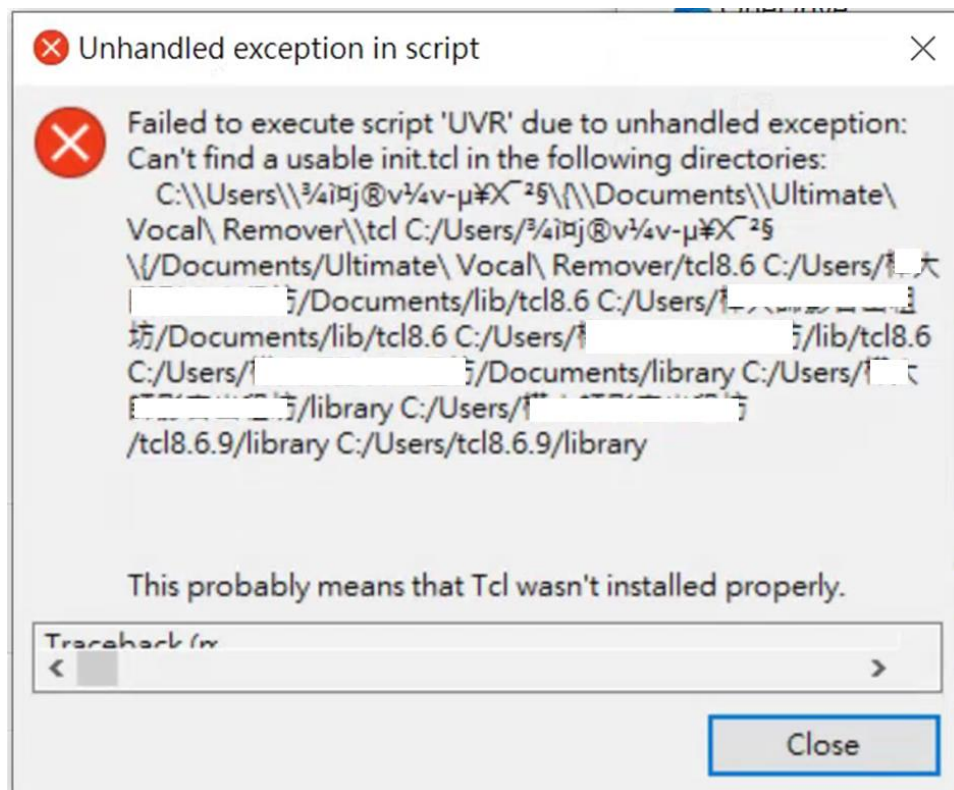 Unhandled exception in script
Failed to execute script 'UVR' due to unhandled exception:
Can't find a usable init.tcl in the following directories:
C:\\Users\\¾ì¤j®v¼v-µ¥X¯²§\{\\Documents\\Ultimate\
Vocal\ Remover\\tcl C:/Users/¾ì¤j®v¼v-µ¥X¯²§
\{/Documents/Ultimate\ Vocal\ Remover/tcl8.6 C:/Users/ 大
/Documents/lib/tcl8.6 C:/Users/
坊/Documents/lib/tcl8.6 C:/Users/ /lib/tcl8.6
C:/Users/ /Documents/library C:/Users/
/library C:/Users/
/tcl8.6.9/library C:/Users/tcl8.6.9/library
This probably means that Tcl wasn't installed properly.
Traceback
Close